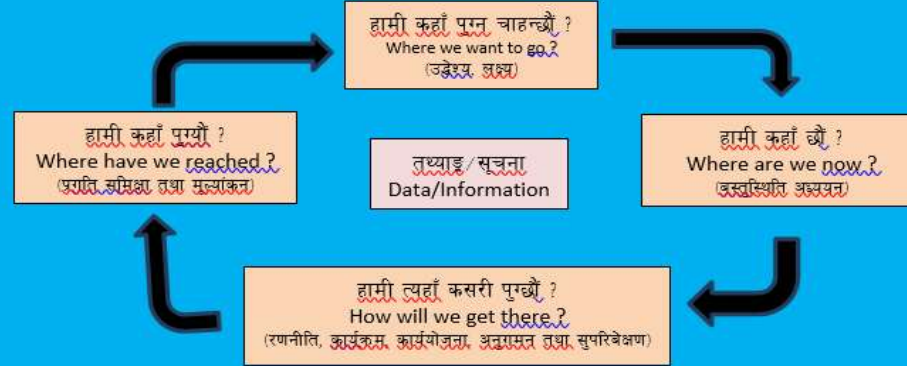 हामी कहाँ पुग्न चाहन्छौं ?
Where we want to go ?
(उद्धेश्य, लक्ष्य)
हामी कहाँ छौं ?
Where are we now ?
(बस्तुस्थिति अध्ययन)
हामी त्यहाँ कसरी पुग्छौं ?
How will we get there ?
(रणनीति, कार्यक्रम, कार्ययोजना, अनुगमन तथा सुपरिबेक्षण)
हामी कहाँ पुग्यौं ?
Where have we reached ?
(प्रगति समिक्षा तथा मुल्यांकन)
तथ्याङ्क/सूचना
Data/Information